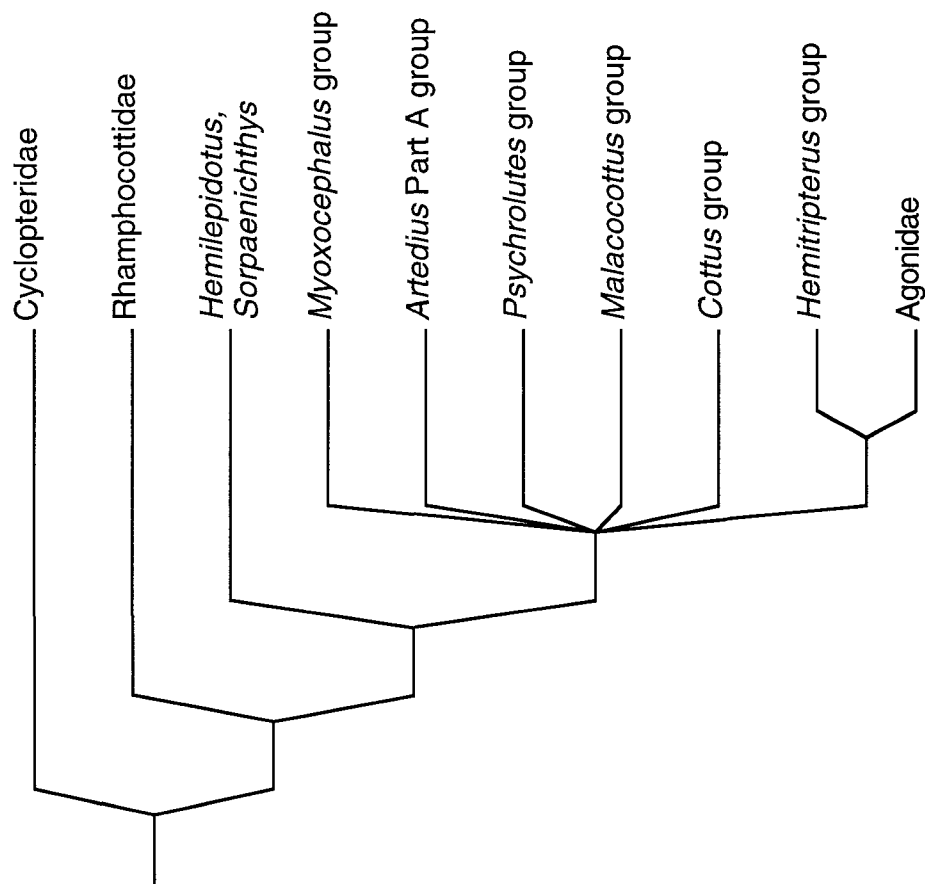 Cyclopteridae
Rhamphocottidae
Hemilepidotus,
Sorpaenichthys
Myoxocephalus group
Artedius Part A group
Psychrolutes group
Malacocottus group
Cottus group
Hemitripterus group
Agonidae